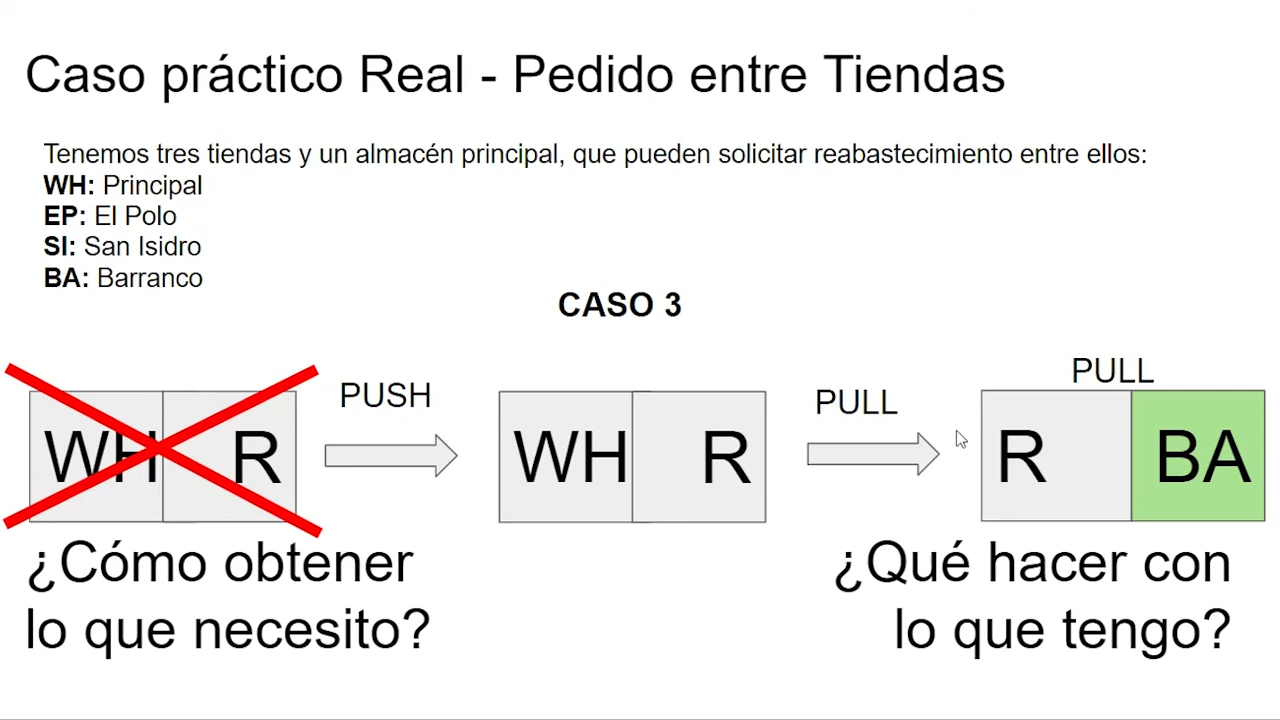 Caso práctico Real - Pedido entre Tiendas
Tenemos tres tiendas y un almacén principal, que pueden solicitar reabastecimiento entre ellos:
WH: Principal
EP: El Polo
SI: San Isidro
BA: Barranco
CASO 3
PUSH
PULL
PULL
WH R
WH R
R BA
¿Cómo obtener
lo que necesito?
¿Qué hacer con
lo que tengo?